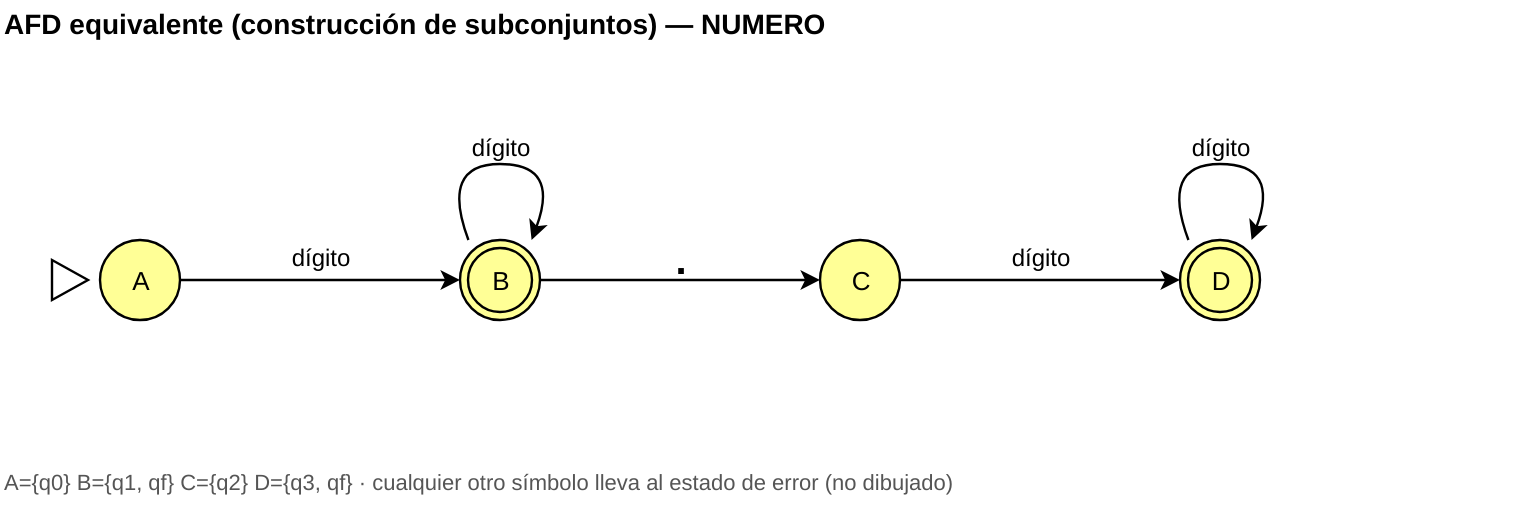 AFD equivalente (construcción de subconjuntos) — NUMERO
dígito
dígito
dígito
.
dígito
A
B
C
D
A={q0} B={q1, qf} C={q2} D={q3, qf} · cualquier otro símbolo lleva al estado de error (no dibujado)